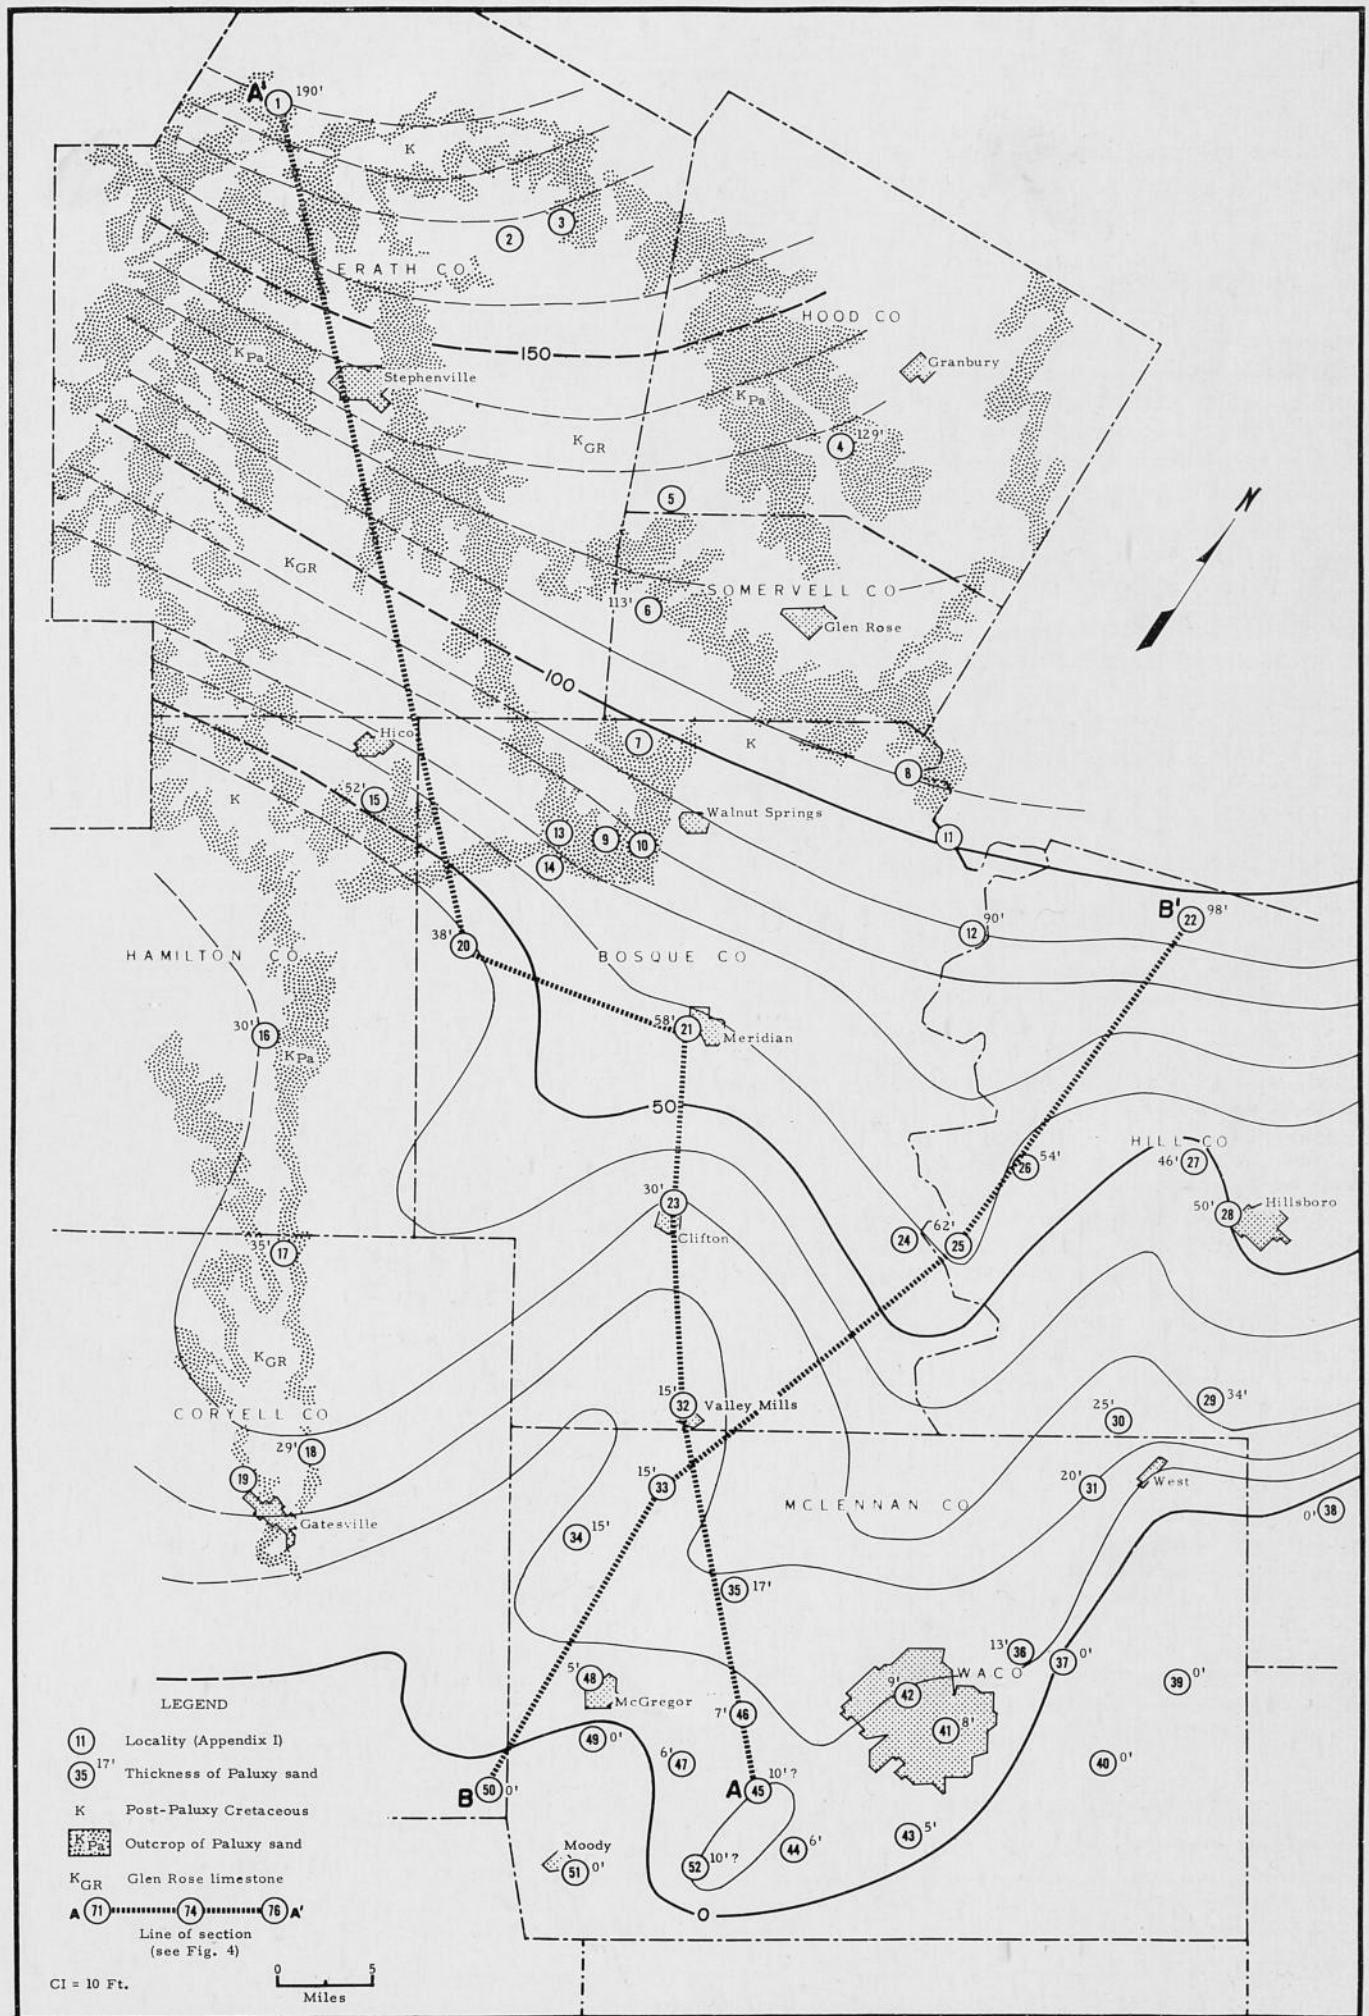 A' 1 190'
K
3
2
ERATH CO
HOOD CO
150
KPa
Granbury
Stephenville
KPa
KGR
4 129'
5
N
KGR
SOMERVELL CO
113' 6
Glen Rose
100
Hico
7
K
8
52' 15
K
Walnut Springs
13
9
10
11
14
B' 22 98'
12 90'
38' 20
HAMILTON CO
BOSQUE CO
30' 16
58' 21
Meridian
KPa
50
HILL CO
26 54'
46' 27
30' 23
50' 28
Hillsboro
Clifton
24
62'
25
35' 17
KGR
CORYELL CO
15' 32
Valley Mills
29 34'
25' 30
29' 18
19
15' 33
20' 31
West
MCLENNAN CO
0' 38
Gatesville
34 15'
35 17'
13' 36
37 0'
WACO
5' 48
McGregor
9' 42
39 0'
7' 46
41 8'
49 0'
6' 47
40 0'
B 50 0'
A 45 10'?
43 5'
44 6'
Moody
51 0'
52 10'?
0
LEGEND
11 Locality (Appendix I)
35 17' Thickness of Paluxy sand
K Post-Paluxy Cretaceous
KPa Outcrop of Paluxy sand
KGR Glen Rose limestone
A 71 74 76 A'
Line of section
(see Fig. 4)
CI = 10 Ft.
0 5
Miles